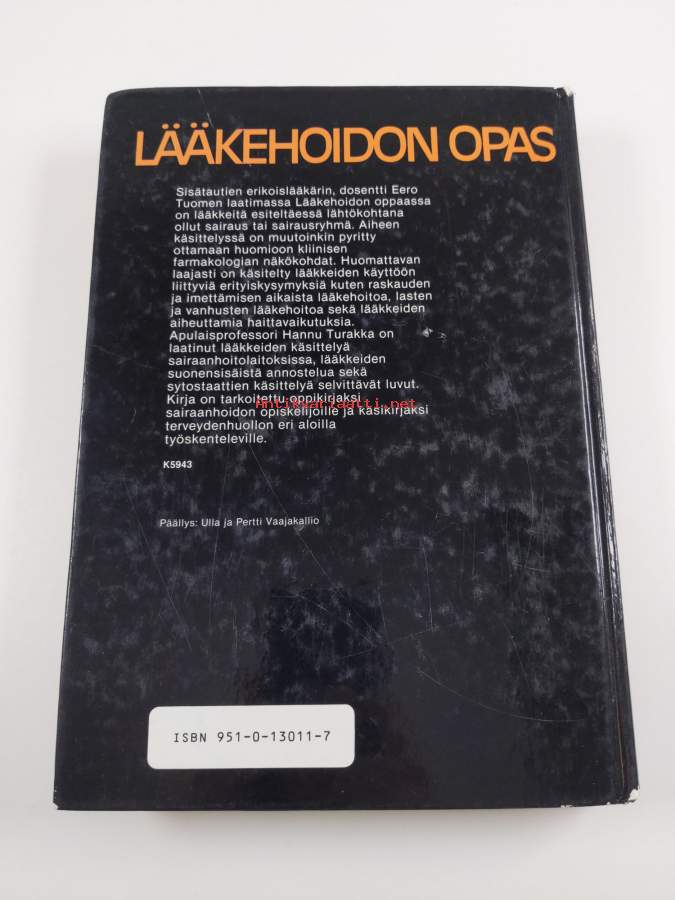 LÄÄKEHOIDON OPAS
Sisätautien erikoislääkärin, dosentti Eero
Tuomen laatimassa Lääkehoidon oppaassa
on lääkkeitä esiteltäessä lähtökohtana
ollut sairaus tai sairausryhmä. Aiheen
käsittelyssä on muutoinkin pyritty
ottamaan huomioon kliinisen
farmakologian näkökohdat. Huomattavan
laajasti on käsitelty lääkkeiden käyttöön
liittyviä erityiskysymyksiä kuten raskauden
ja imettämisen aikaista lääkehoitoa, lasten
ja vanhusten lääkehoitoa sekä lääkkeiden
aiheuttamia haittavaikutuksia.
Apulaisprofessori Hannu Turakka on
laatinut lääkkeiden käsittelyä
sairaanhoitolaitoksissa, lääkkeiden
suonensisäistä annostelua sekä
sytostaattien käsittelyä selvittävät luvut.
Kirja on tarkoitettu oppikirjaksi
Antikvariaatti.net
sairaanhoidon opiskelijoille ja käsikirjaksi
terveydenhuollon eri aloilla
työskenteleville.
K5943
Päällys: Ulla ja Pertti Vaajakallio
ISBN 951-0-13011-7